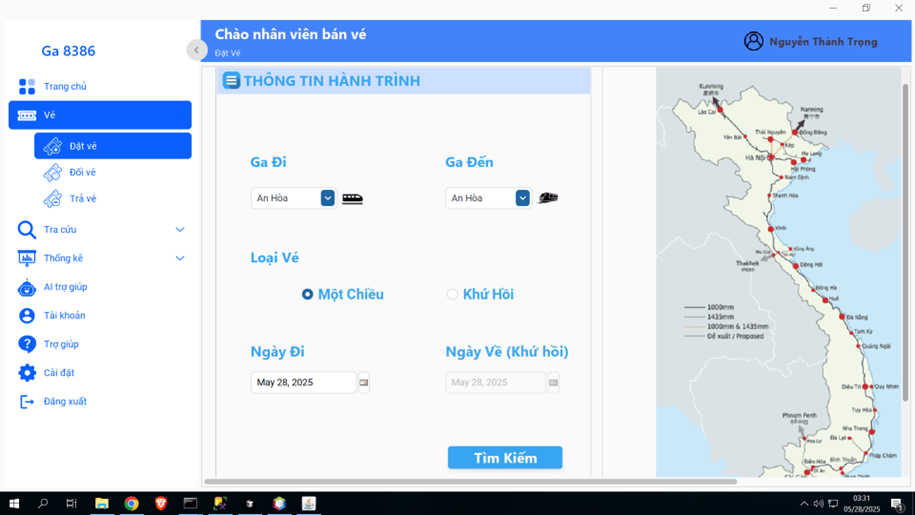 Ga 8386
Trang chủ
Vé
Đặt vé
Đổi vé
Trả vé
Tra cứu
Thống kê
AI trợ giúp
Tài khoản
Trợ giúp
Cài đặt
Đăng xuất
Chào nhân viên bán vé
Đặt Vé
Nguyễn Thành Trọng
THÔNG TIN HÀNH TRÌNH
Ga Đi
Ga Đến
An Hòa
An Hòa
Loại Vé
Một Chiều
Khứ Hồi
Ngày Đi
Ngày Về (Khứ hồi)
May 28, 2025
May 28, 2025
Tìm Kiếm
Kunming
Nanning
Lào Cai
Yên Bái
Thái Nguyên
Đồng Đăng
Kép
Hạ Long
Hà Nội
Hải Phòng
Nam Định
Thanh Hóa
Vinh
Vũng Áng
Thakhek
Đồng Hới
Đông Hà
Huế
Đà Nẵng
Tam Kỳ
Quảng Ngãi
1000mm
1435mm
1000mm & 1435mm
Đề xuất / Proposed
Diêu Trì
Quy Nhơn
Tuy Hòa
Phnom Penh
Nha Trang
Đà Lạt
Hoa Lư
Tháp Chàm
Biên Hòa
Bình Thuận
Dĩ An
03:31
05/28/2025